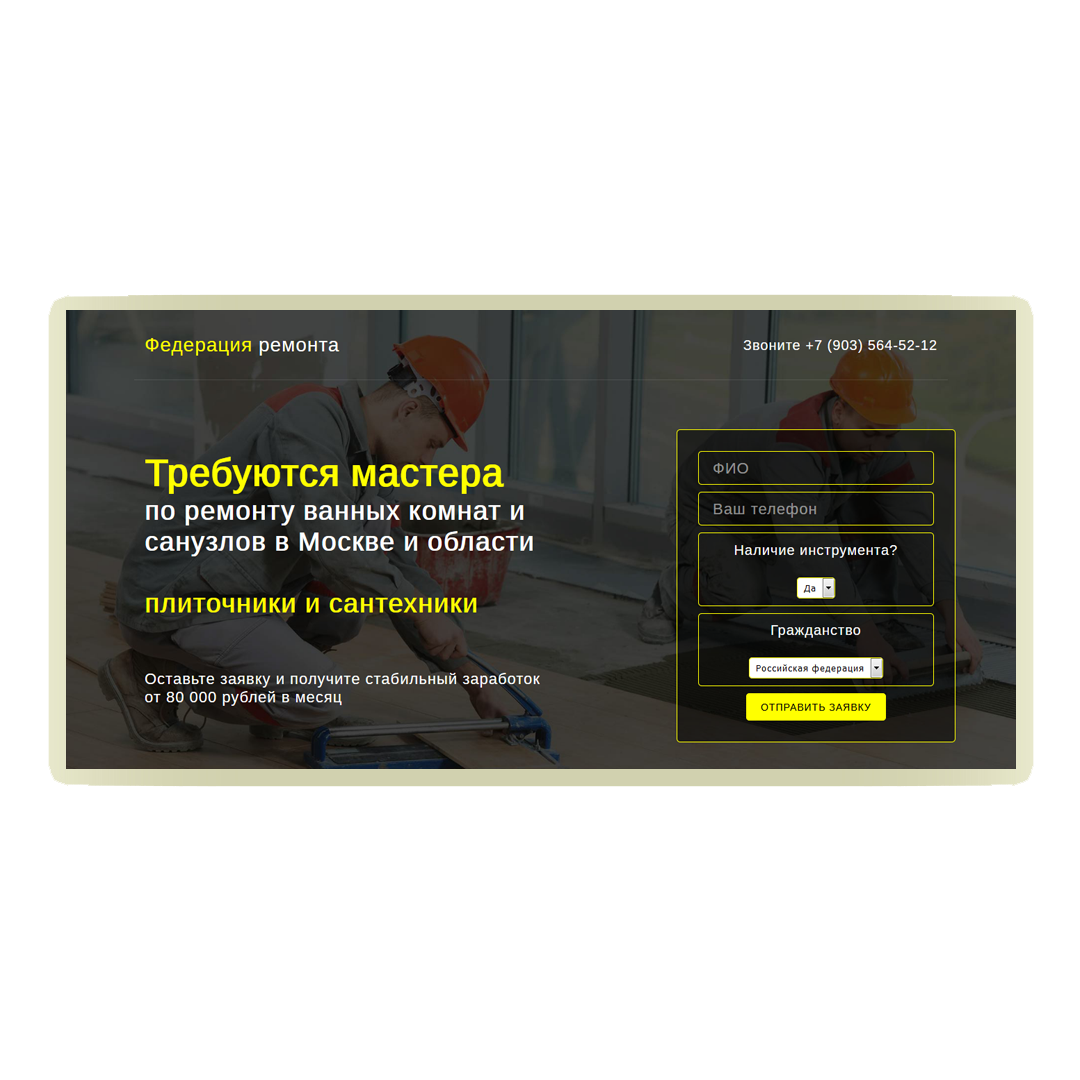 Федерация ремонта
Звоните +7 (903) 564-52-12
Требуются мастера
по ремонту ванных комнат и
санузлов в Москве и области
плиточники и сантехники
Оставьте заявку и получите стабильный заработок
от 80 000 рублей в месяц
ФИО
Ваш телефон
Наличие инструмента?
Да
Гражданство
Российская федерация
ОТПРАВИТЬ ЗАЯВКУ